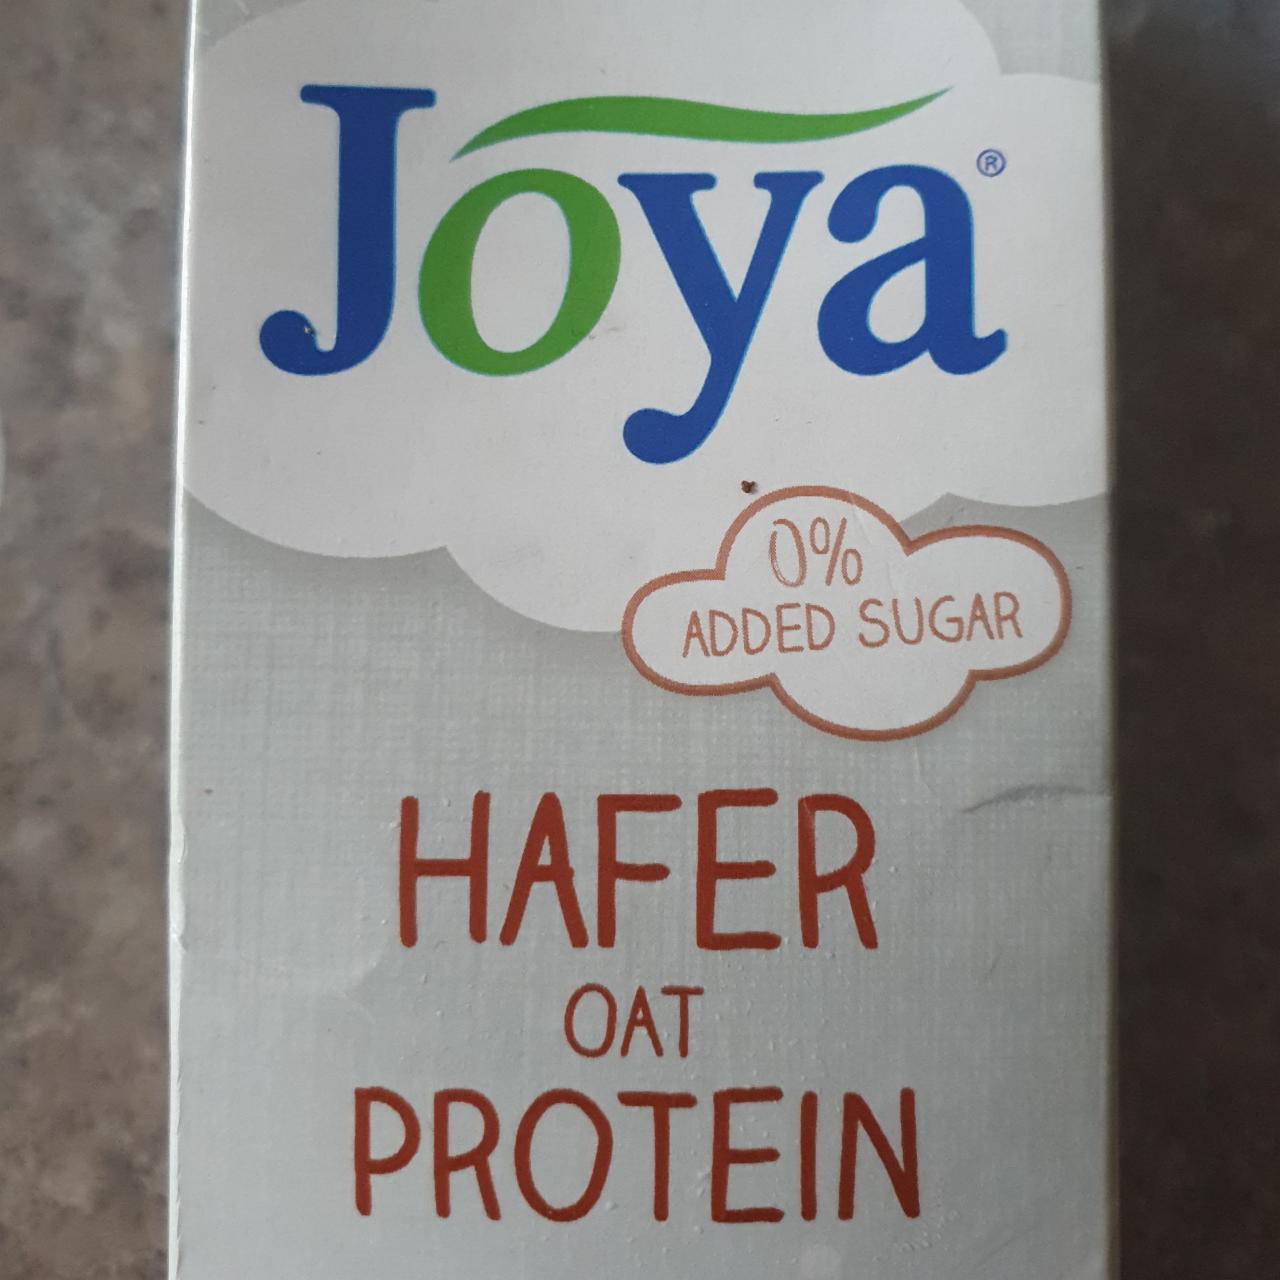 Joya®
0%
ADDED SUGAR
HAFER
OAT
PROTEIN